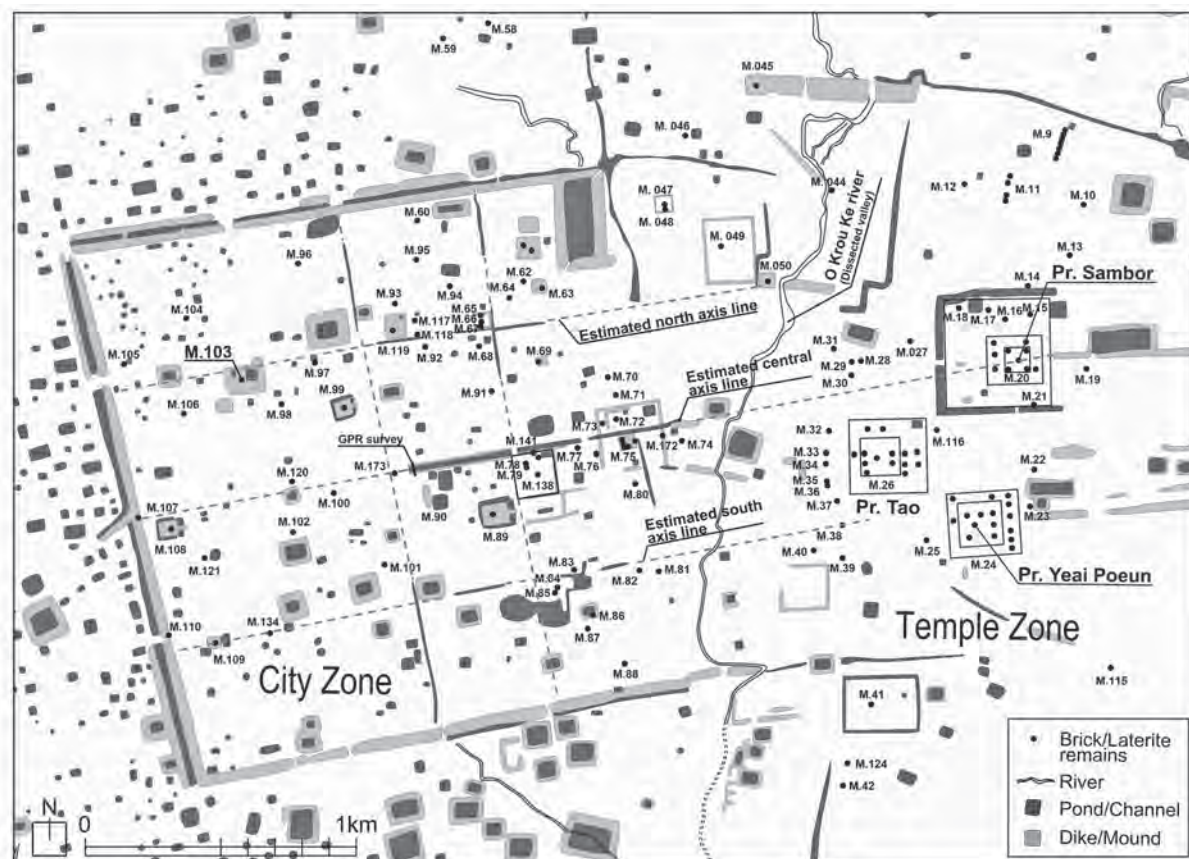 M.58
M.59
M.045
M. 046
M.9
M.12
M.11
M.10
M. 044
M. 047
M. 048
M. 049
M.050
O Krou Ke river
(Dissected valley)
M.13
M.14
Pr. Sambor
M.60
M.96
M.95
M.62
M.94
M.64
M.63
M.93
M.104
M.65
M.66
M.67
Estimated north axis line
M.18
M.17
M.16
M.15
M.117
M.118
M.119
M.92
M.68
M.105
M.103
M.97
M.69
M.31
M.28
M.027
M.29
M.30
M.20
M.19
M.21
M.70
Estimated central
axis line
M.91
M.71
M.99
M.98
M.106
M.73
M.72
M.32
M.116
GPR survey
M.141
M.77
M.76
M.75
M.172
M.74
M.33
M.34
M.35
M.36
M.37
M.26
M.22
M.173
M.78
M.79
M.138
M.120
M.100
M.80
M.90
M.89
Pr. Tao
M.23
M.107
M.108
M.102
Estimated south
axis line
M.38
M.40
M.39
M.25
M.24
Pr. Yeai Poeun
M.121
M.101
M.83
M.82
M.81
M.85
M.86
M.87
M.110
M.134
M.109
City Zone
Temple Zone
M.88
M.41
M.115
M.124
M.42
Brick/Laterite
remains
River
Pond/Channel
Dike/Mound
N
0
1km